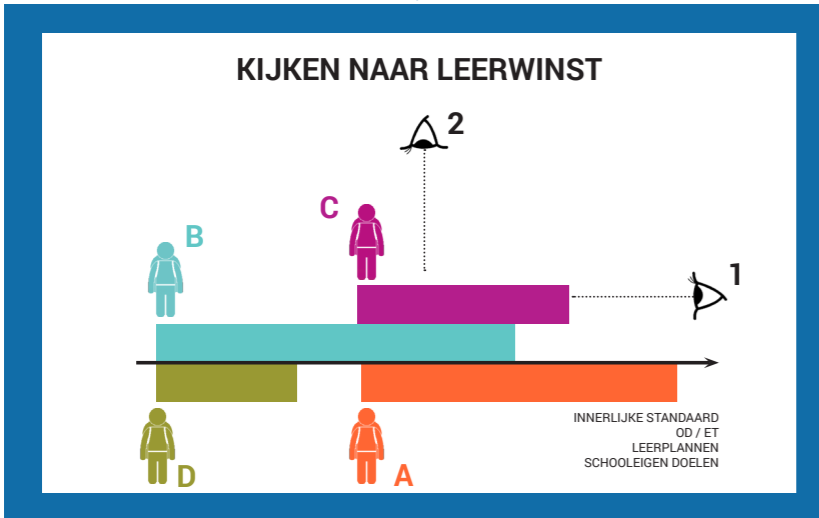 KIJKEN NAAR LEERWINST
2
C
B
1
INNERLIJKE STANDAARD
OD / ET
LEERPLANNEN
SCHOOLEIGEN DOELEN
D
A